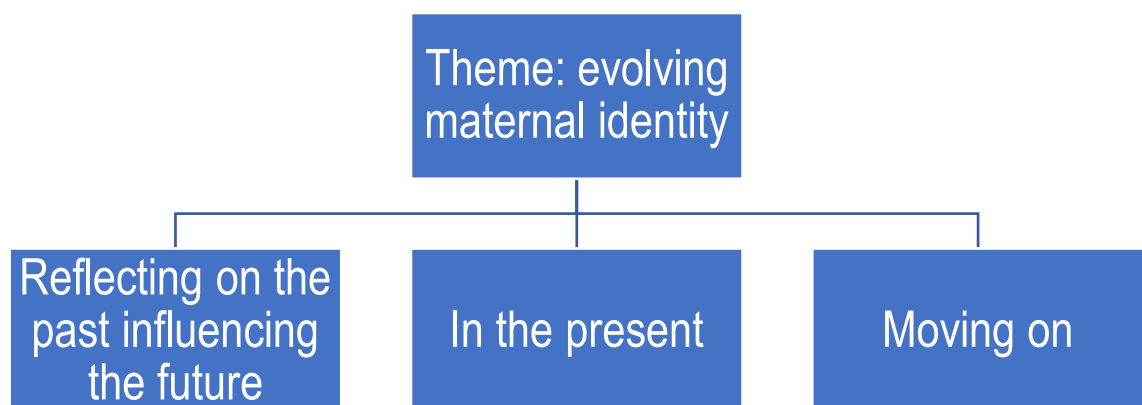 Theme: evolving
maternal identity
Reflecting on the
past influencing
the future
In the present
Moving on